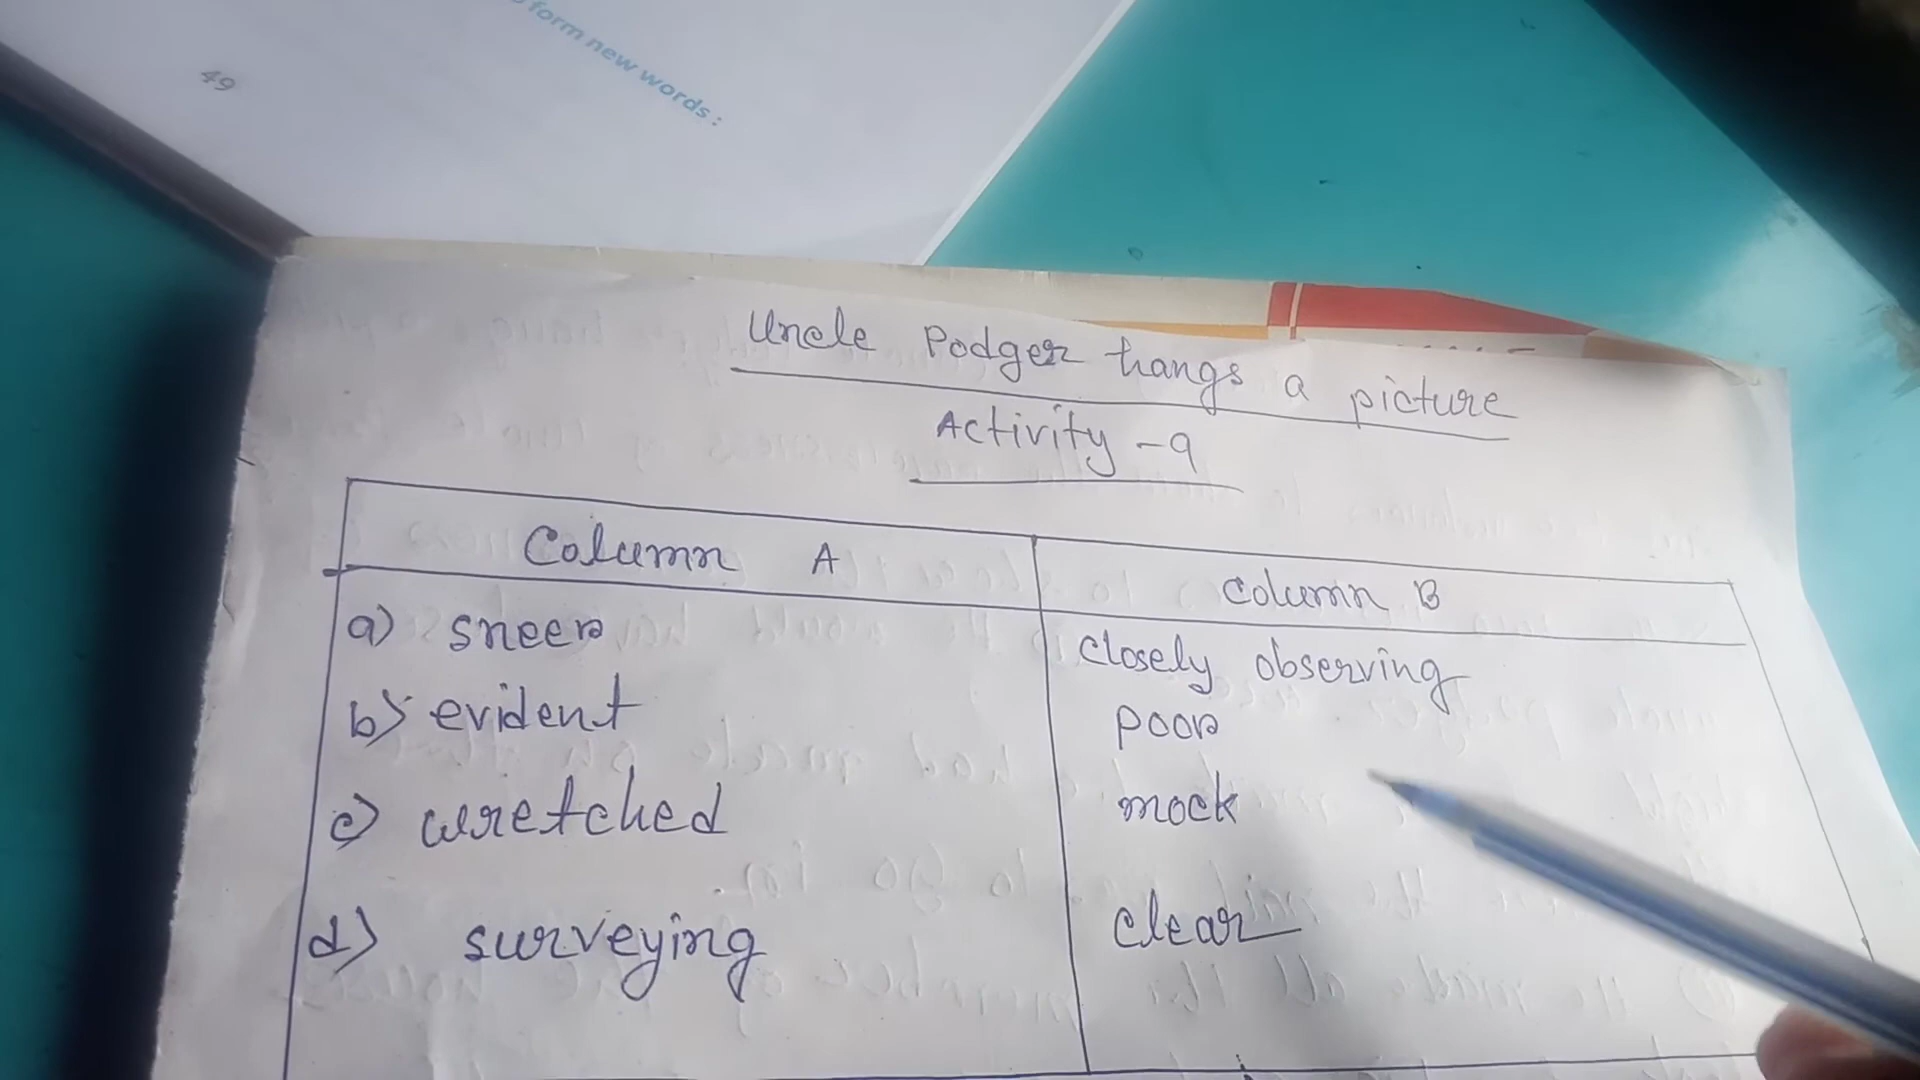 49
form new words :
Uncle Podger hangs a picture
Activity -9
Column A
Column B
a) sneer
closely observing
b) evident
poor
c) wretched
mock
d) surveying
clear